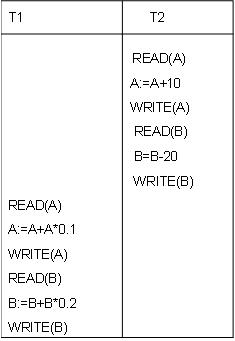 T1 T2
READ(A)
A:=A+10
WRITE(A)
READ(B)
B=B-20
WRITE(B)
READ(A)
A:=A+A*0.1
WRITE(A)
READ(B)
B:=B+B*0.2
WRITE(B)